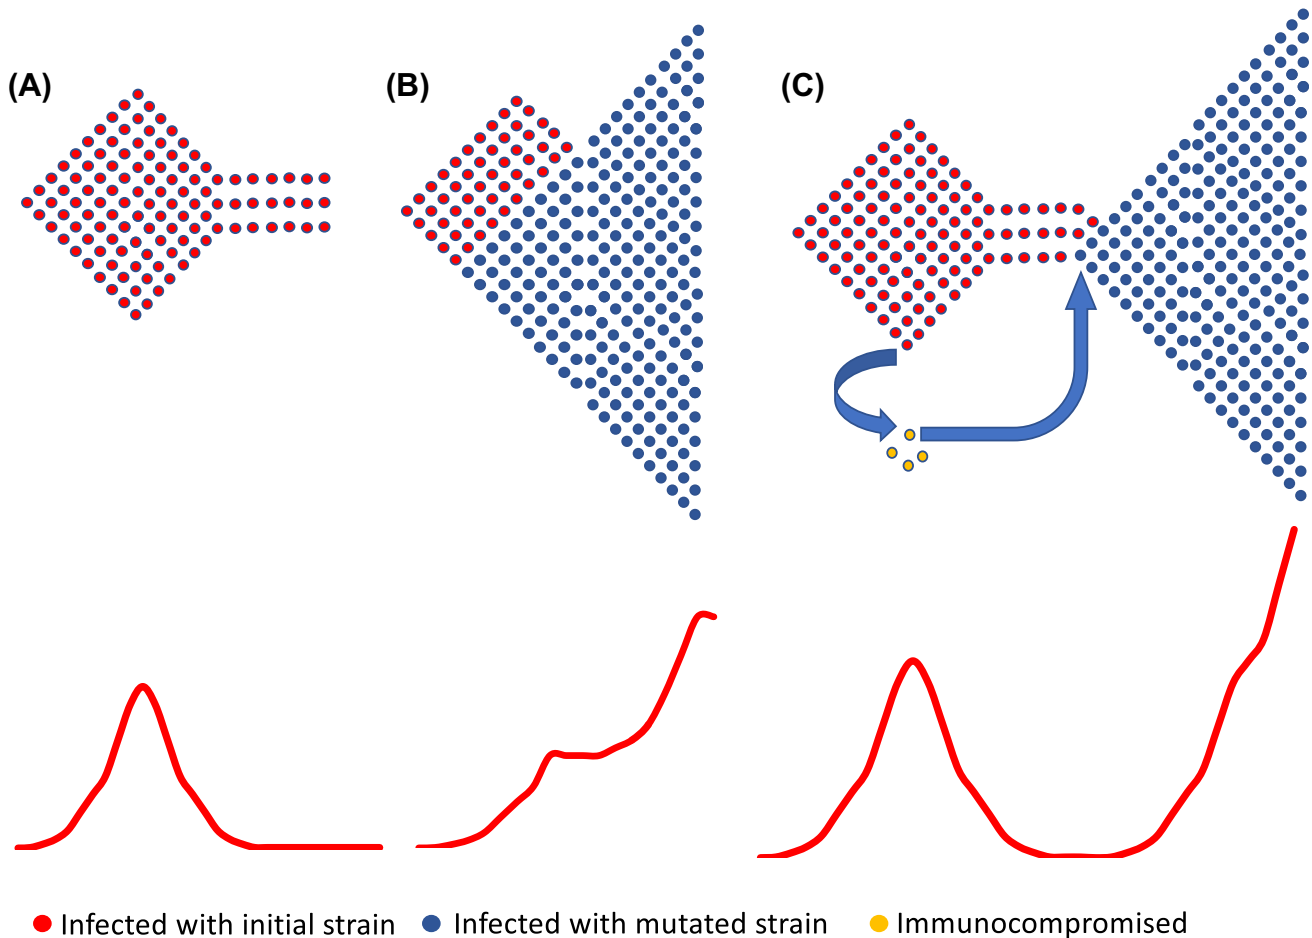 (A)
(B)
(C)
Infected with initial strain
Infected with mutated strain
Immunocompromised